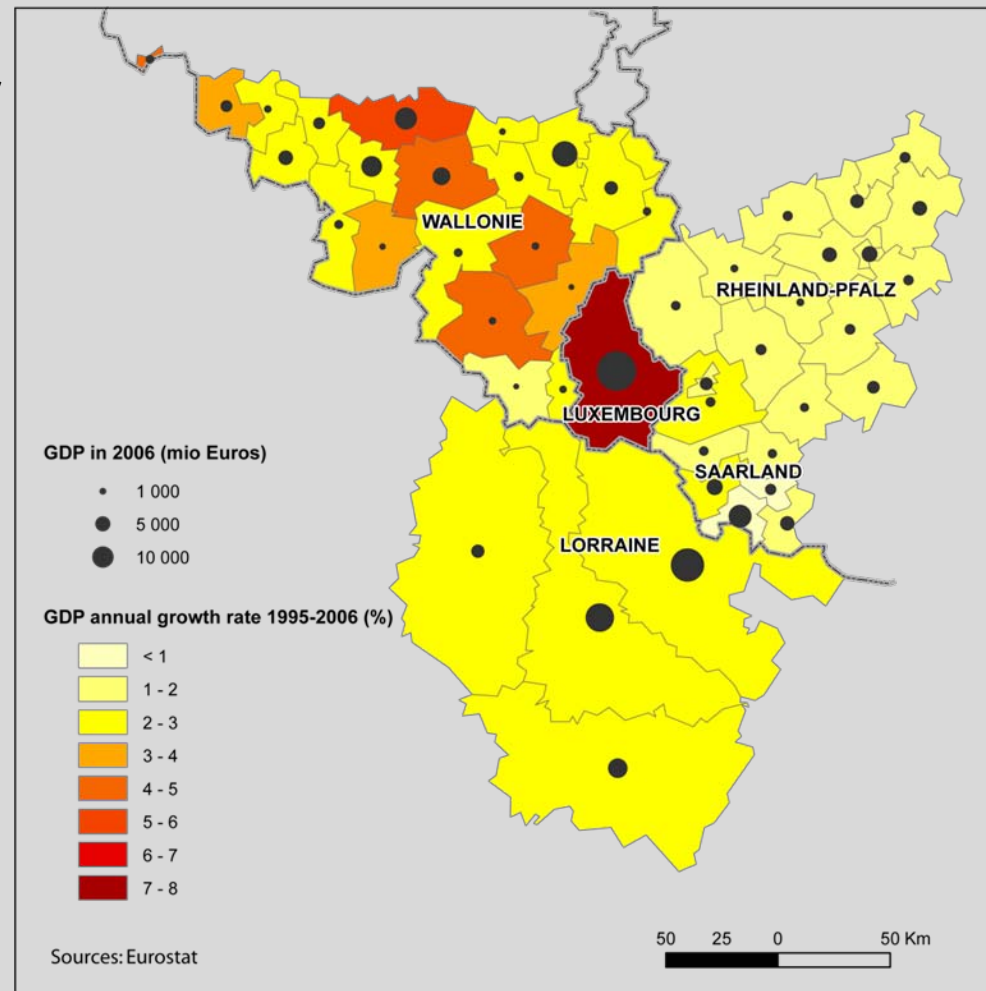 WALLONIE
RHEINLAND-PFALZ
LUXEMBOURG
SAARLAND
LORRAINE
GDP in 2006 (mio Euros)
1 000
5 000
10 000
GDP annual growth rate 1995-2006 (%)
< 1
1 - 2
2 - 3
3 - 4
4 - 5
5 - 6
6 - 7
7 - 8
Sources: Eurostat
50 25 0 50 Km